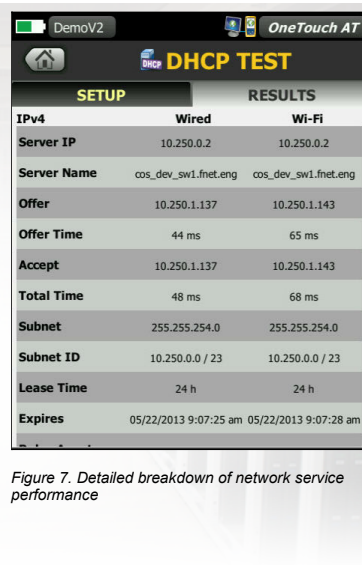 DemoV2 OneTouch AT
DHCP DHCP TEST
SETUP RESULTS
IPv4 Wired Wi-Fi
Server IP 10.250.0.2 10.250.0.2
Server Name cos_dev_sw1.fnet.eng cos_dev_sw1.fnet.eng
Offer 10.250.1.137 10.250.1.143
Offer Time 44 ms 65 ms
Accept 10.250.1.137 10.250.1.143
Total Time 48 ms 68 ms
Subnet 255.255.254.0 255.255.254.0
Subnet ID 10.250.0.0 / 23 10.250.0.0 / 23
Lease Time 24 h 24 h
Expires 05/22/2013 9:07:25 am 05/22/2013 9:07:28 am
Figure 7. Detailed breakdown of network service
performance